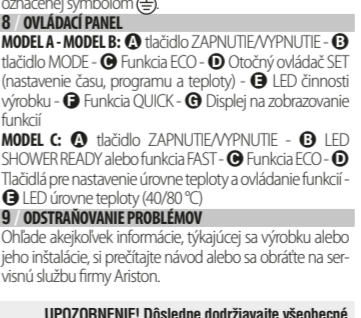 označenej symbolom
8 / OVLÁDACÍ PANEL
MODEL A - MODEL B: A tlačidlo ZAPNUTIE/VYPNUTIE - B
tlačidlo MODE - C Funkcia ECO - D Otočný ovládač SET
(nastavenie času, programu a teploty) - E LED činnosti
výrobku - F Funkcia QUICK - G Displej na zobrazovanie
funkcií
MODEL C: A tlačidlo ZAPNUTIE/VYPNUTIE - B LED
SHOWER READY alebo funkcia FAST - C Funkcia ECO - D
Tlačidlá pre nastavenie úrovne teploty a ovládanie funkcií -
E LED úrovne teploty (40/80 °C)
9 / ODSTRAŇOVANIE PROBLÉMOV
Ohľade akejkoľvek informácie, týkajúcej sa výrobku alebo
jeho inštalácie, si prečítajte návod alebo sa obráťte na ser-
visnú službu firmy Ariston.
UPOZORNENIE! Dôsledne dodržiavajte všeobecné